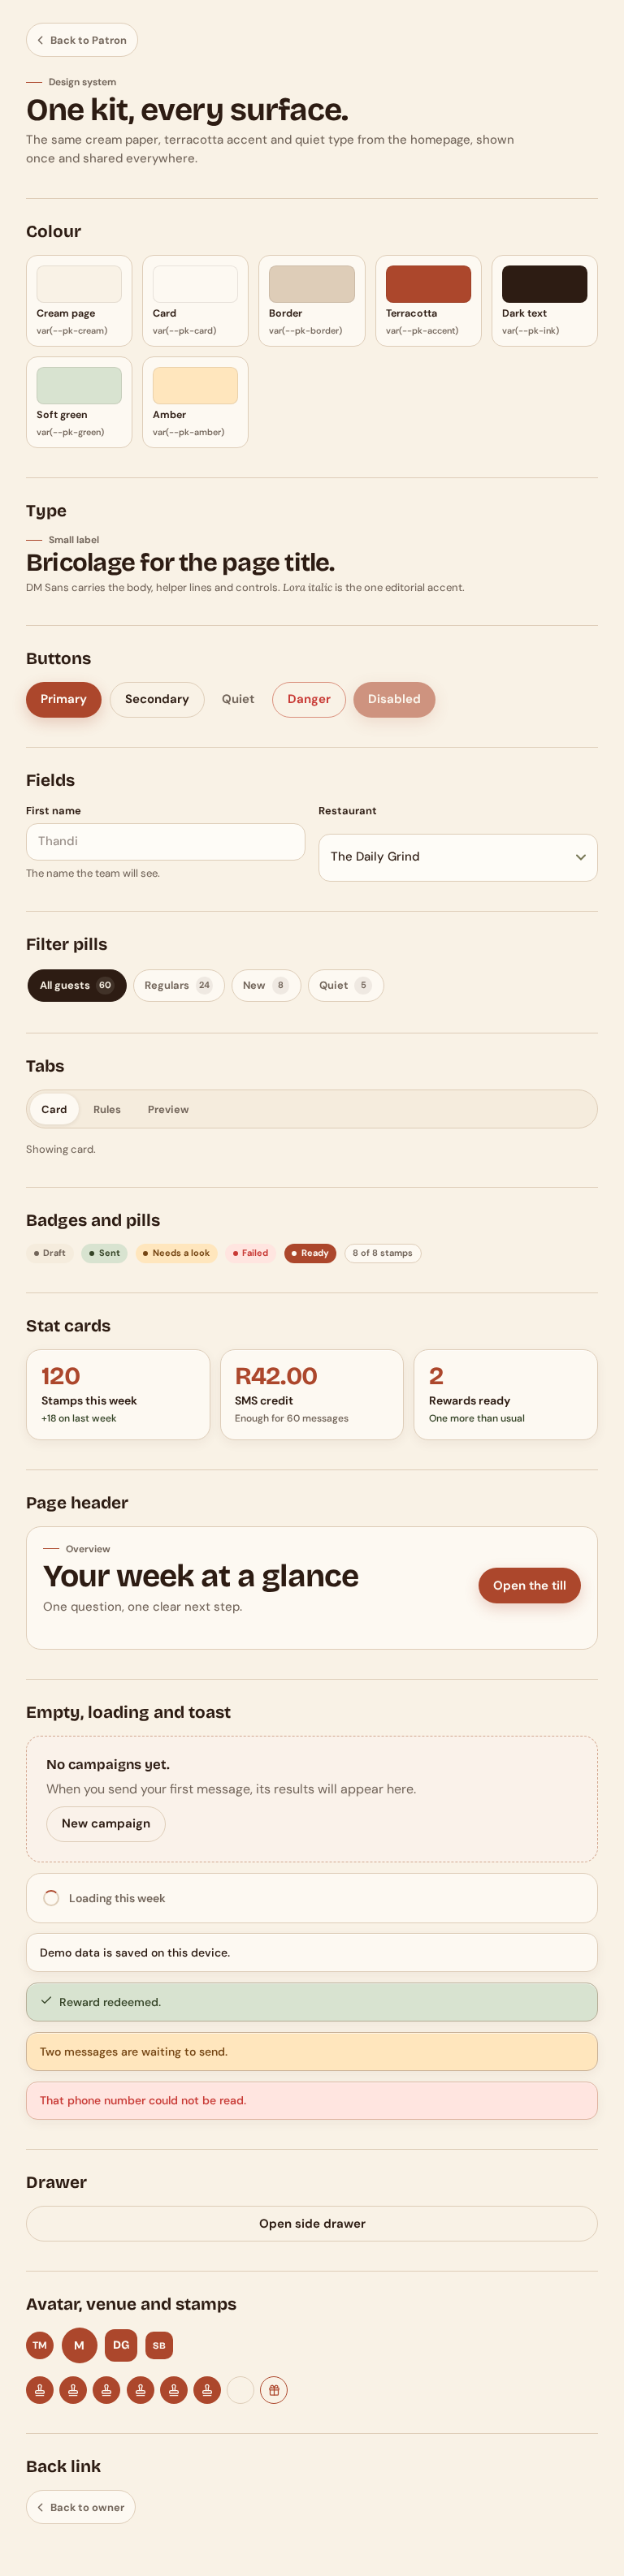 Back to Patron
Design system
One kit, every surface.
The same cream paper, terracotta accent and quiet type from the homepage, shown
once and shared everywhere.
Colour
Cream page
var(--pk-cream)
Card
var(--pk-card)
Border
var(--pk-border)
Terracotta
var(--pk-accent)
Dark text
var(--pk-ink)
Soft green
var(--pk-green)
Amber
var(--pk-amber)
Type
Small label
Bricolage for the page title.
DM Sans carries the body, helper lines and controls. Lora italic is the one editorial accent.
Buttons
Primary Secondary Quiet Danger Disabled
Fields
First name
Thandi
The name the team will see.
Restaurant
The Daily Grind
Filter pills
All guests 60 Regulars 24 New 8 Quiet 5
Tabs
Card Rules Preview
Showing card.
Badges and pills
Draft Sent Needs a look Failed Ready 8 of 8 stamps
Stat cards
120
Stamps this week
+18 on last week
R42.00
SMS credit
Enough for 60 messages
2
Rewards ready
One more than usual
Page header
Overview
Your week at a glance
One question, one clear next step.
Open the till
Empty, loading and toast
No campaigns yet.
When you send your first message, its results will appear here.
New campaign
Loading this week
Demo data is saved on this device.
Reward redeemed.
Two messages are waiting to send.
That phone number could not be read.
Drawer
Open side drawer
Avatar, venue and stamps
TM M DG SB
Back link
Back to owner